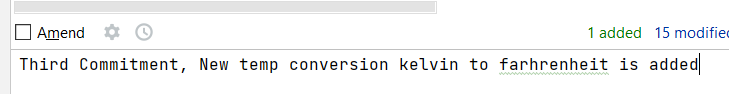 Amend
1 added 15 modified
Third Commitment, New temp conversion kelvin to farhrenheit is added